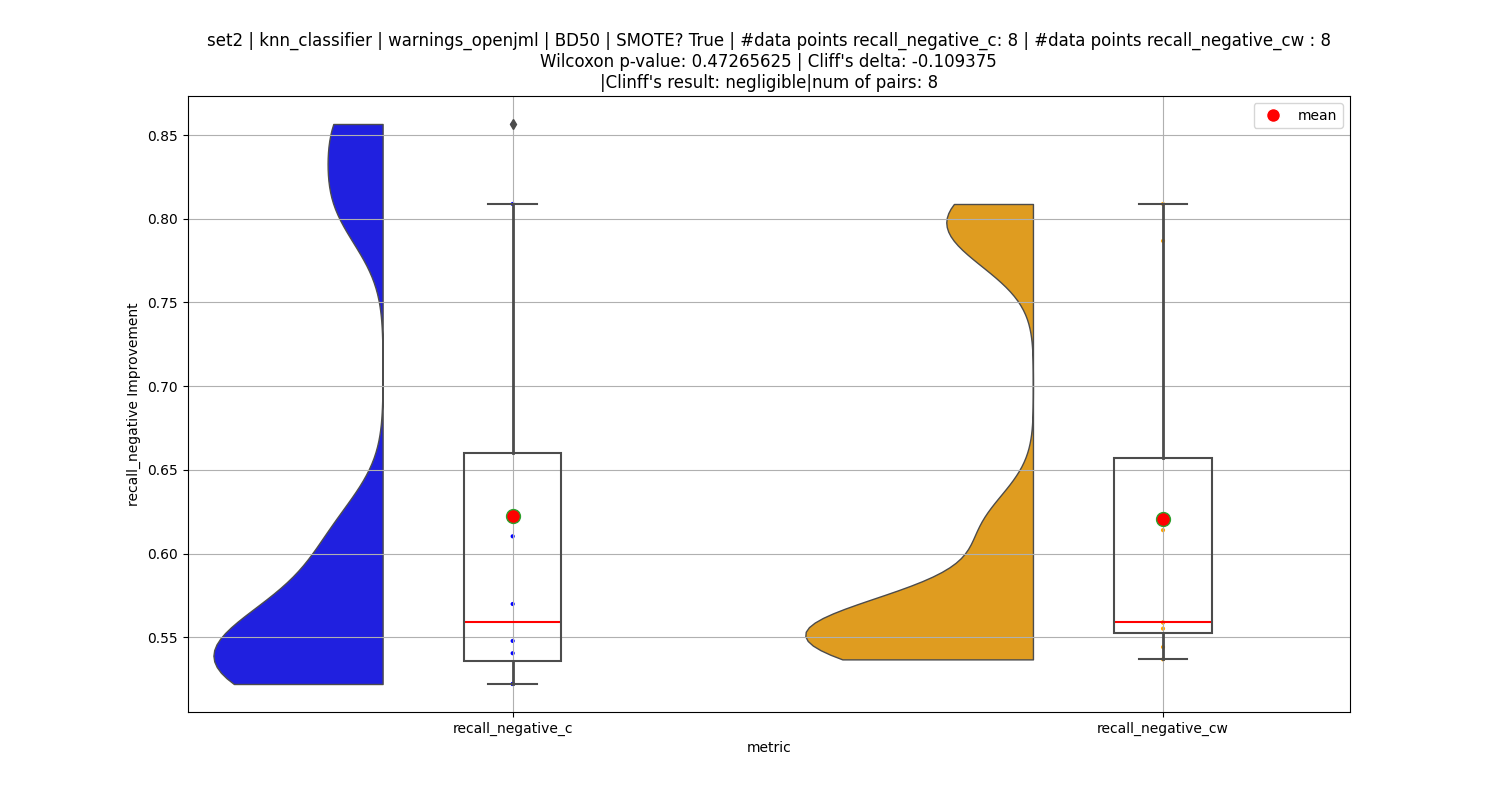 set2 | knn_classifier | warnings_openjml | BD50 | SMOTE? True | #data points recall_negative_c: 8 | #data points recall_negative_cw : 8
Wilcoxon p-value: 0.47265625 | Cliff's delta: -0.109375
|Clinff's result: negligible|num of pairs: 8
mean
0.85
0.80
0.75
0.70
0.65
0.60
0.55
recall_negative Improvement
recall_negative_c
recall_negative_cw
metric